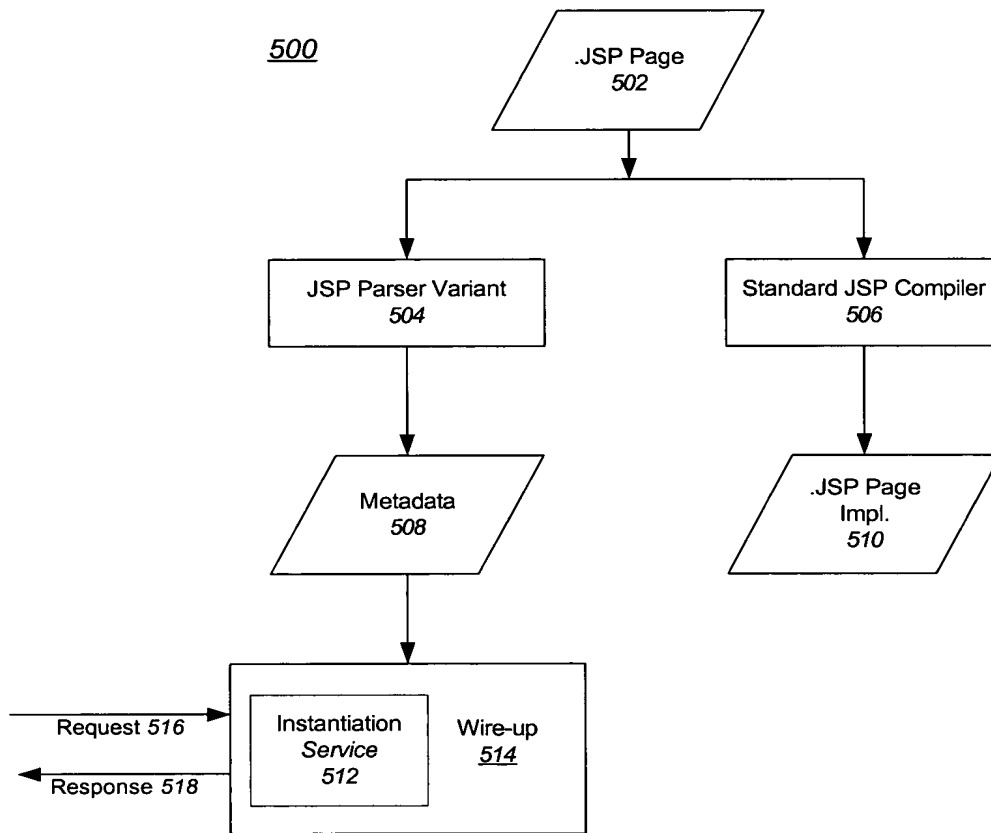 500
.JSP Page
502
JSP Parser Variant
504
Standard JSP Compiler
506
Metadata
508
.JSP Page
Impl.
510
Request 516
Response 518
Instantiation
Service
512
Wire-up
514